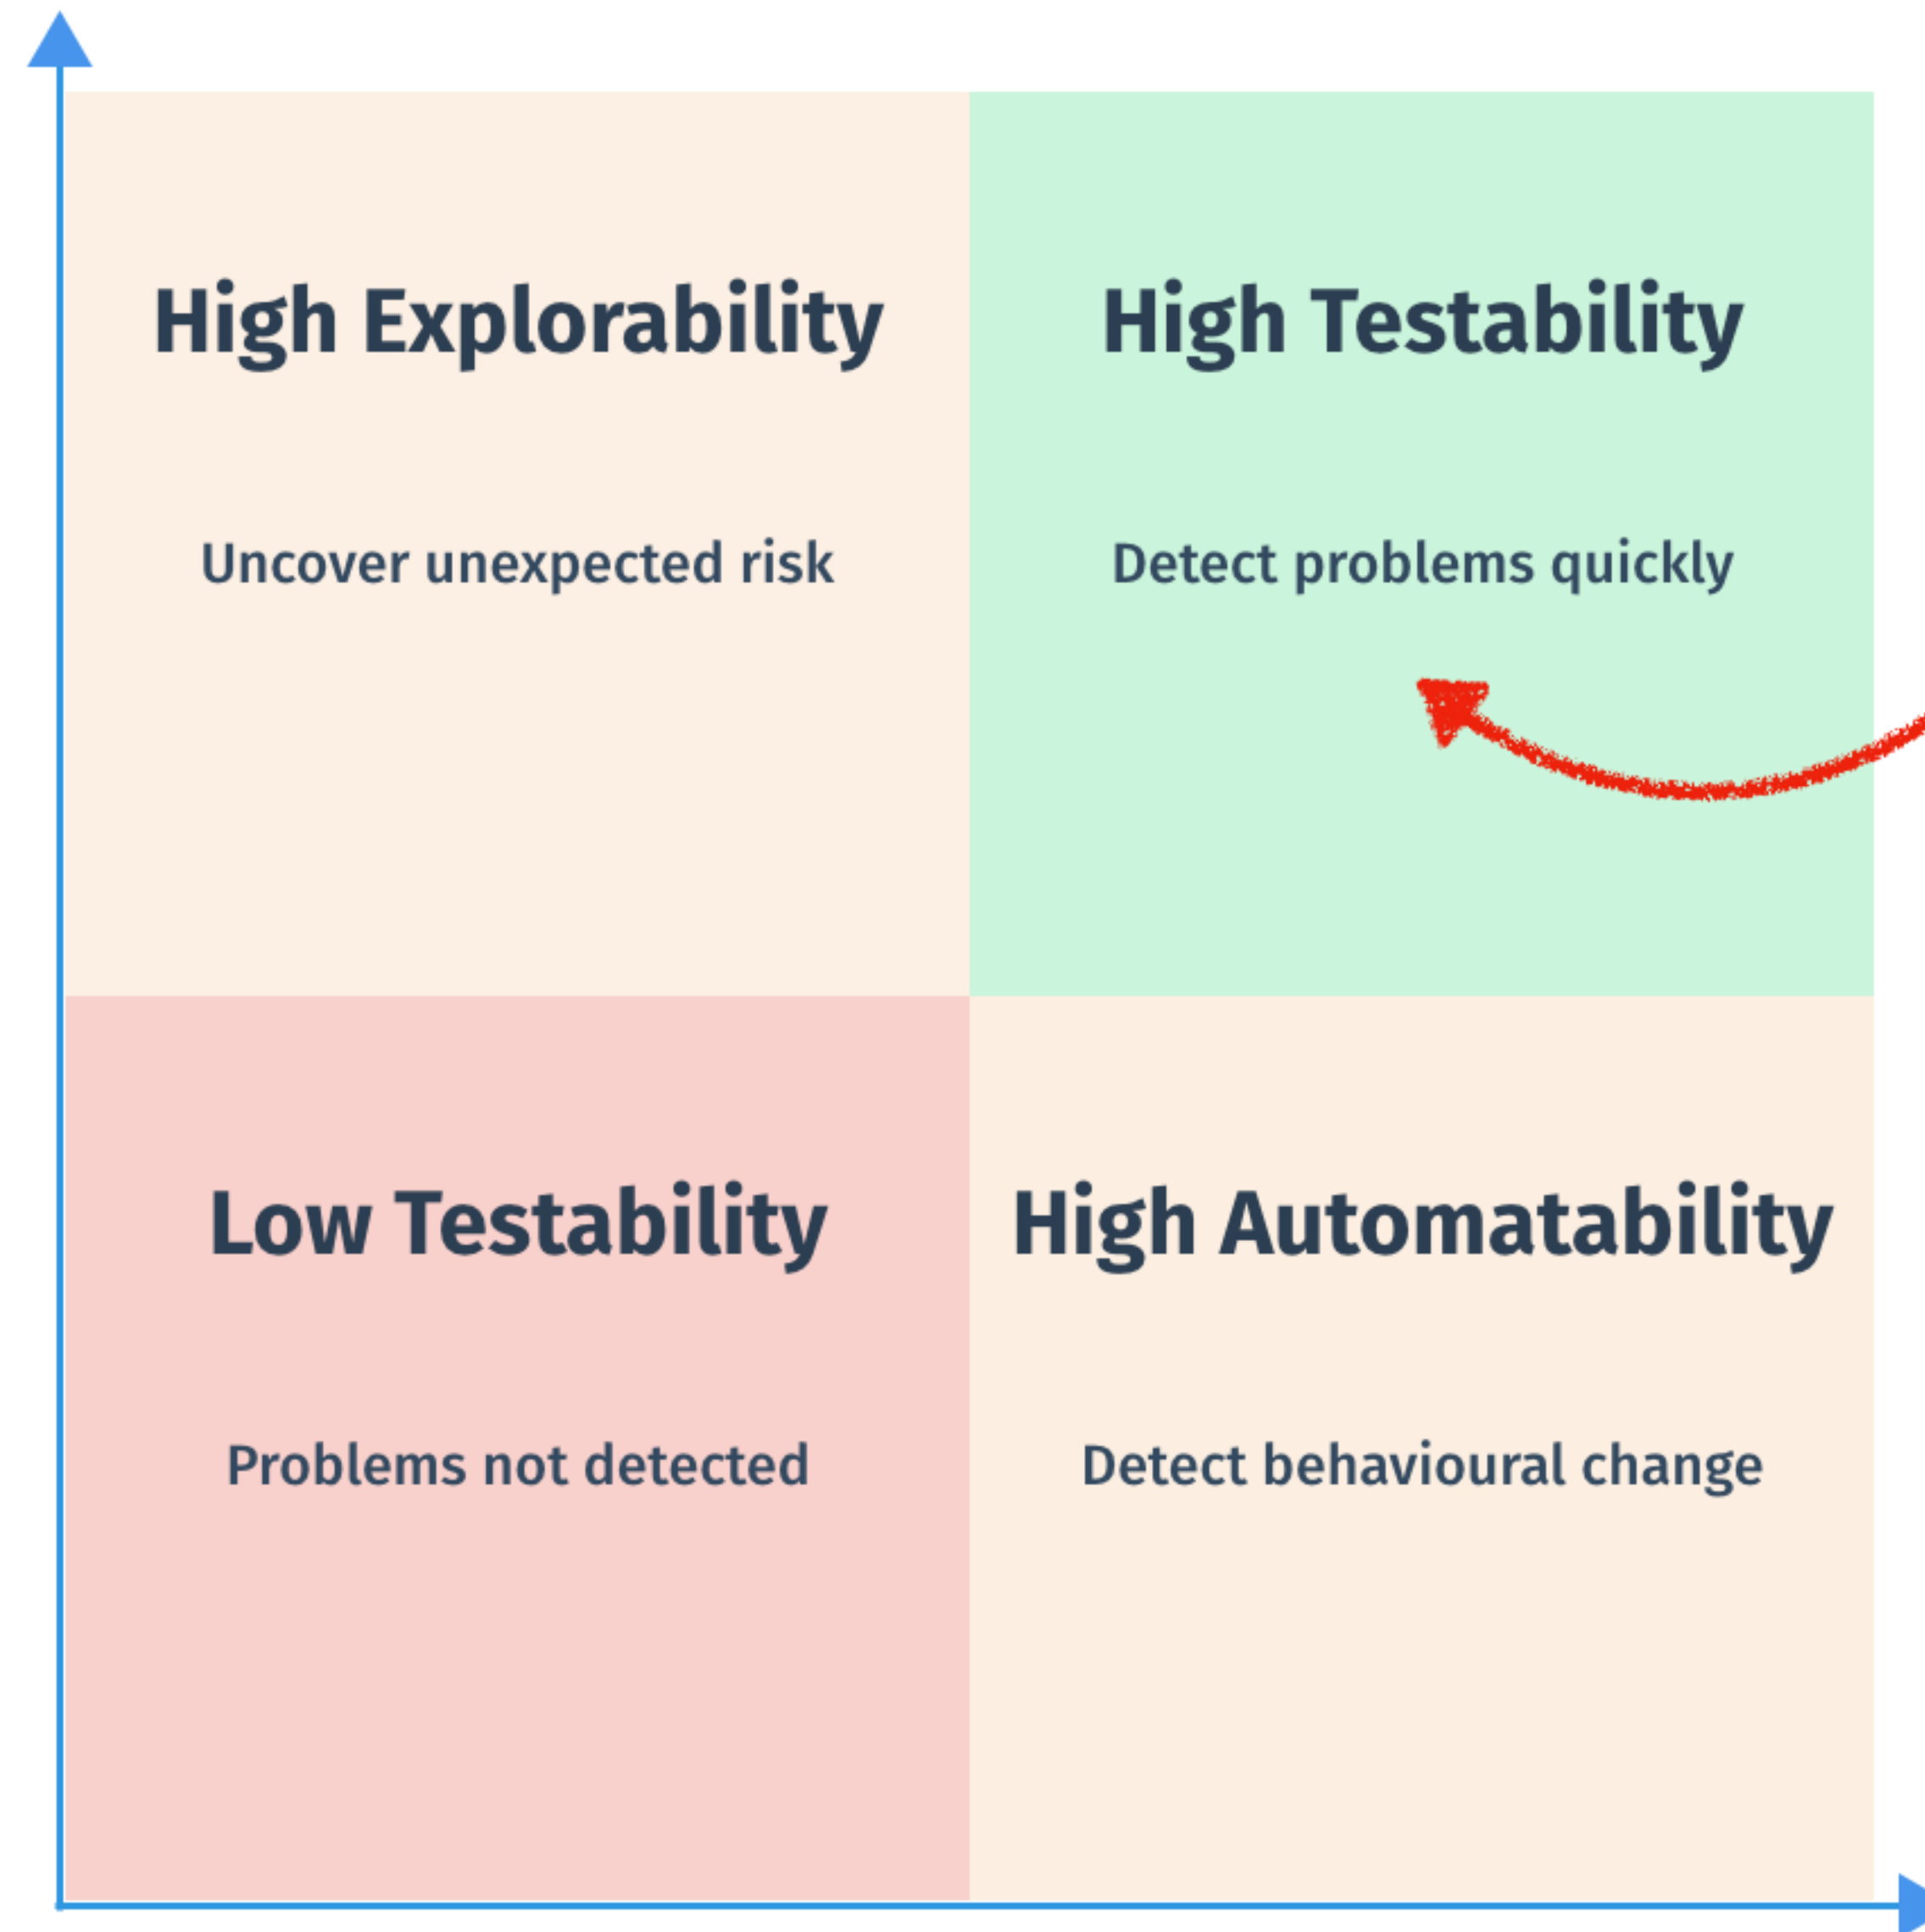 High Explorability
High Testability
Uncover unexpected risk
Detect problems quickly
Low Testability
High Automatability
Problems not detected
Detect behavioural change